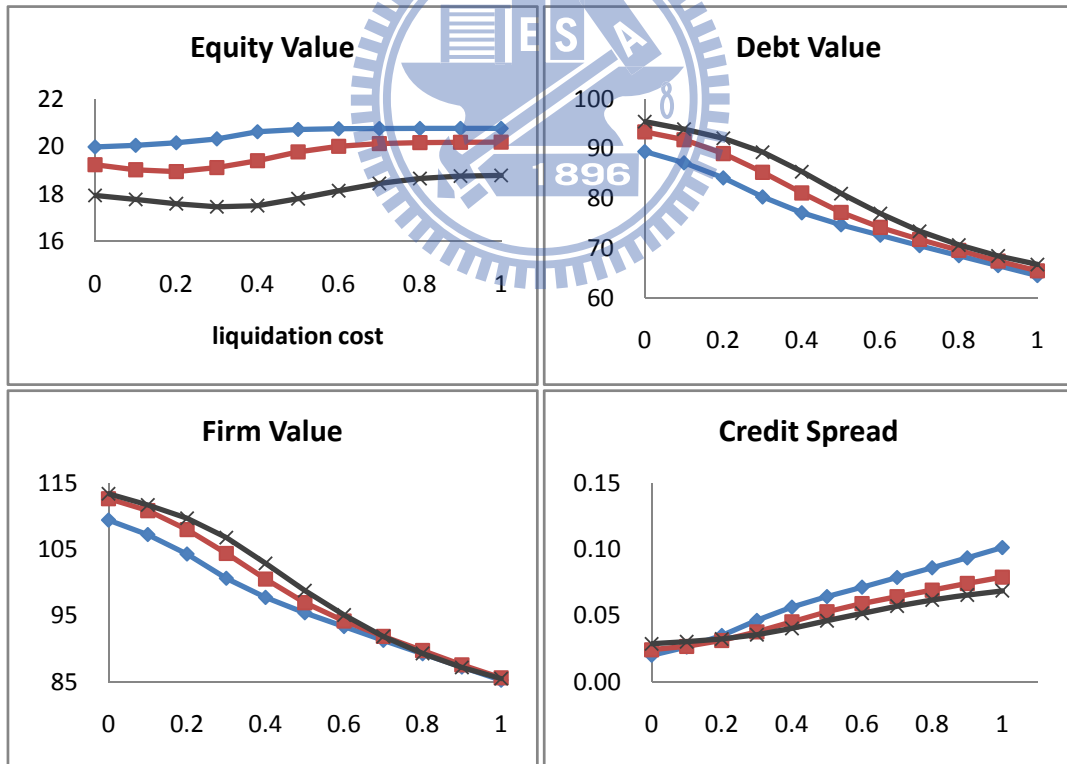 Equity Value
22
20
18
16
0 0.2 0.4 0.6 0.8 1
liquidation cost
Debt Value
100
90
80
70
60
0 0.2 0.4 0.6 0.8 1
Firm Value
115
105
95
85
0 0.2 0.4 0.6 0.8 1
Credit Spread
0.15
0.10
0.05
0.00
0 0.2 0.4 0.6 0.8 1
E S A
1896